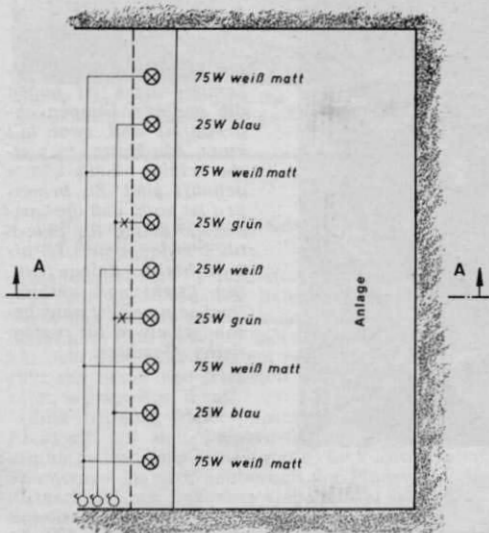 75W weiß matt
25W blau
75W weiß matt
25W grün
A
25W weiß
A
Anlage
25W grün
75W weiß matt
25W blau
75W weiß matt